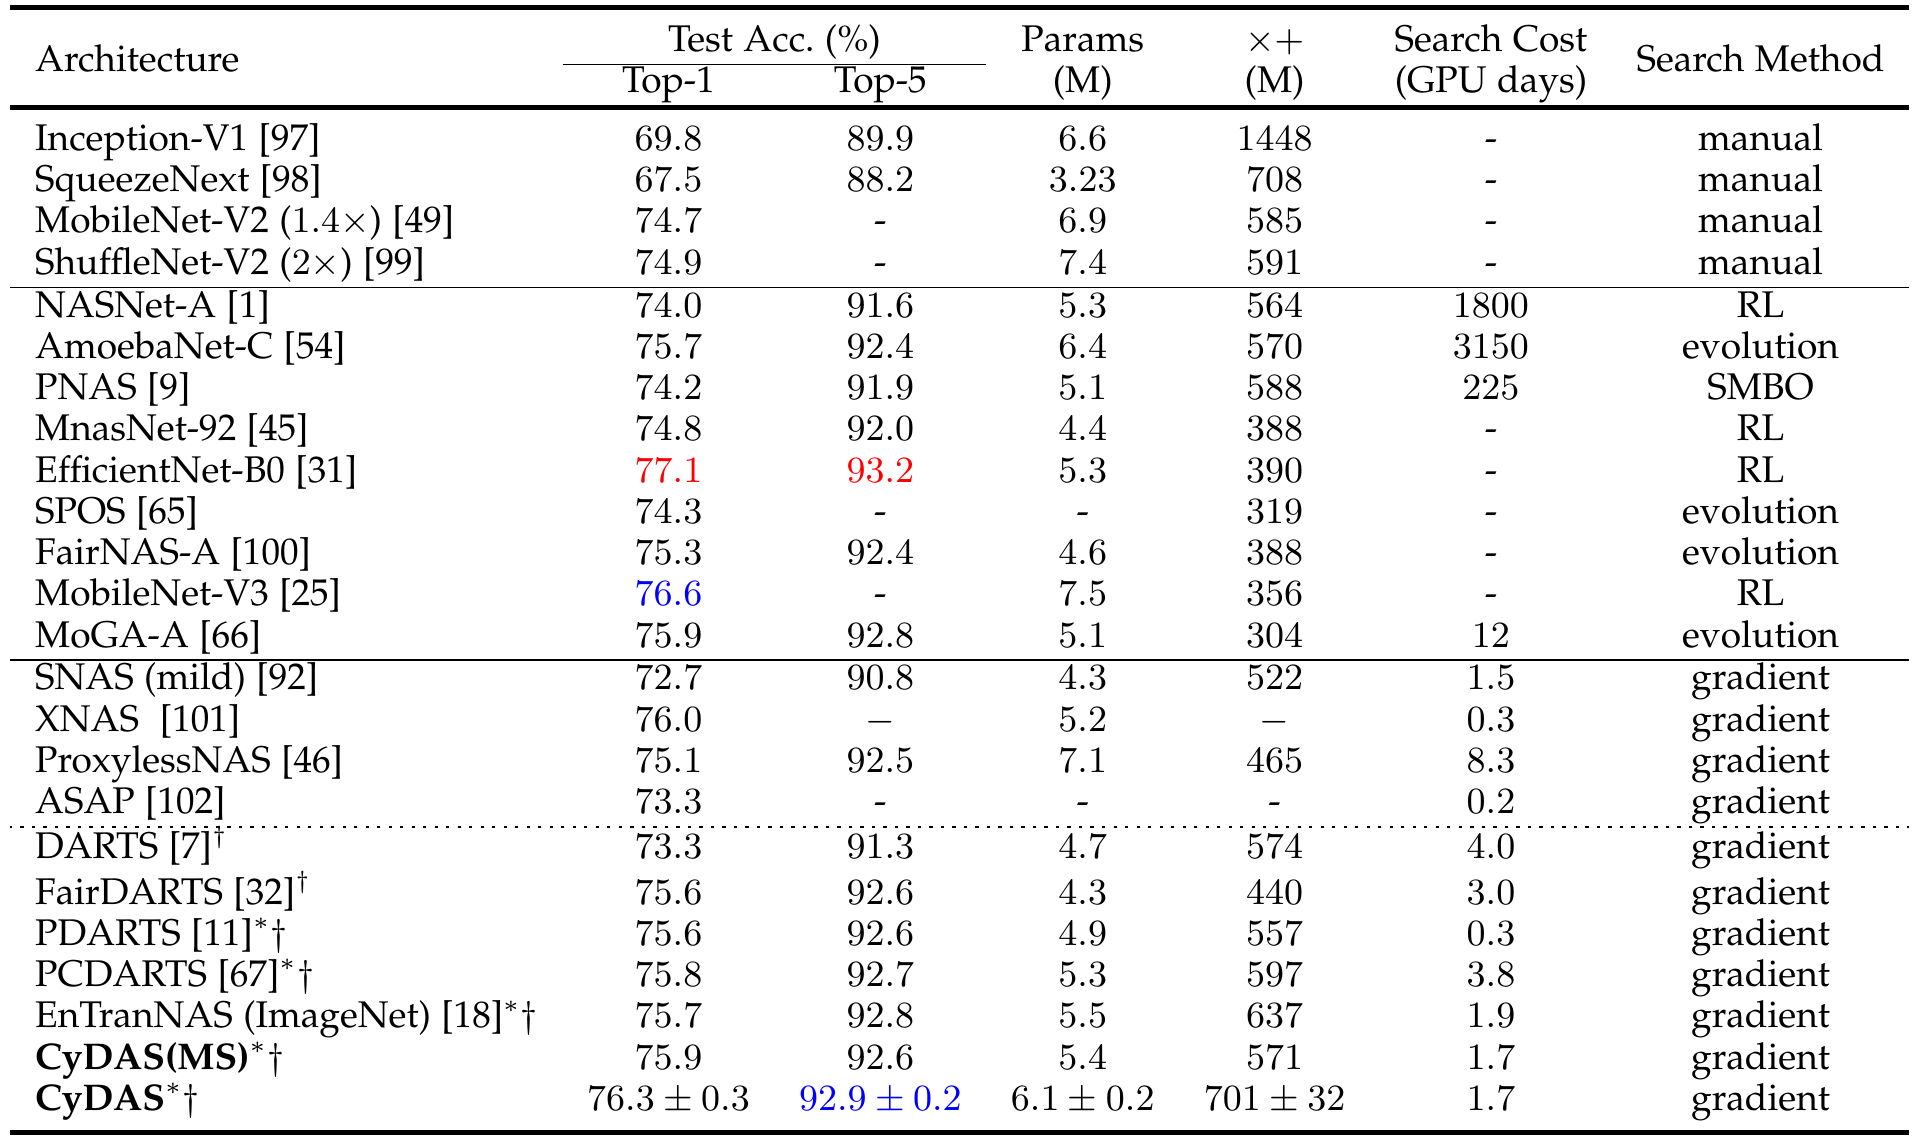 Architecture Test Acc. (%) Params ×+ Search Cost Search Method
Top-1 Top-5 (M) (M) (GPU days)
Inception-V1 [97] 69.8 89.9 6.6 1448 - manual
SqueezeNext [98] 67.5 88.2 3.23 708 - manual
MobileNet-V2 (1.4×) [49] 74.7 - 6.9 585 - manual
ShuffleNet-V2 (2×) [99] 74.9 - 7.4 591 - manual
NASNet-A [1] 74.0 91.6 5.3 564 1800 RL
AmoebaNet-C [54] 75.7 92.4 6.4 570 3150 evolution
PNAS [9] 74.2 91.9 5.1 588 225 SMBO
MnasNet-92 [45] 74.8 92.0 4.4 388 - RL
EfficientNet-B0 [31] 77.1 93.2 5.3 390 - RL
SPOS [65] 74.3 - - 319 - evolution
FairNAS-A [100] 75.3 92.4 4.6 388 - evolution
MobileNet-V3 [25] 76.6 - 7.5 356 - RL
MoGA-A [66] 75.9 92.8 5.1 304 12 evolution
SNAS (mild) [92] 72.7 90.8 4.3 522 1.5 gradient
XNAS [101] 76.0 − 5.2 − 0.3 gradient
ProxylessNAS [46] 75.1 92.5 7.1 465 8.3 gradient
ASAP [102] 73.3 - - - 0.2 gradient
DARTS [7]† 73.3 91.3 4.7 574 4.0 gradient
FairDARTS [32]† 75.6 92.6 4.3 440 3.0 gradient
PDARTS [11]*† 75.6 92.6 4.9 557 0.3 gradient
PCDARTS [67]*† 75.8 92.7 5.3 597 3.8 gradient
EnTranNAS (ImageNet) [18]*† 75.7 92.8 5.5 637 1.9 gradient
CyDAS(MS)*† 75.9 92.6 5.4 571 1.7 gradient
CyDAS*† 76.3 ± 0.3 92.9 ± 0.2 6.1 ± 0.2 701 ± 32 1.7 gradient